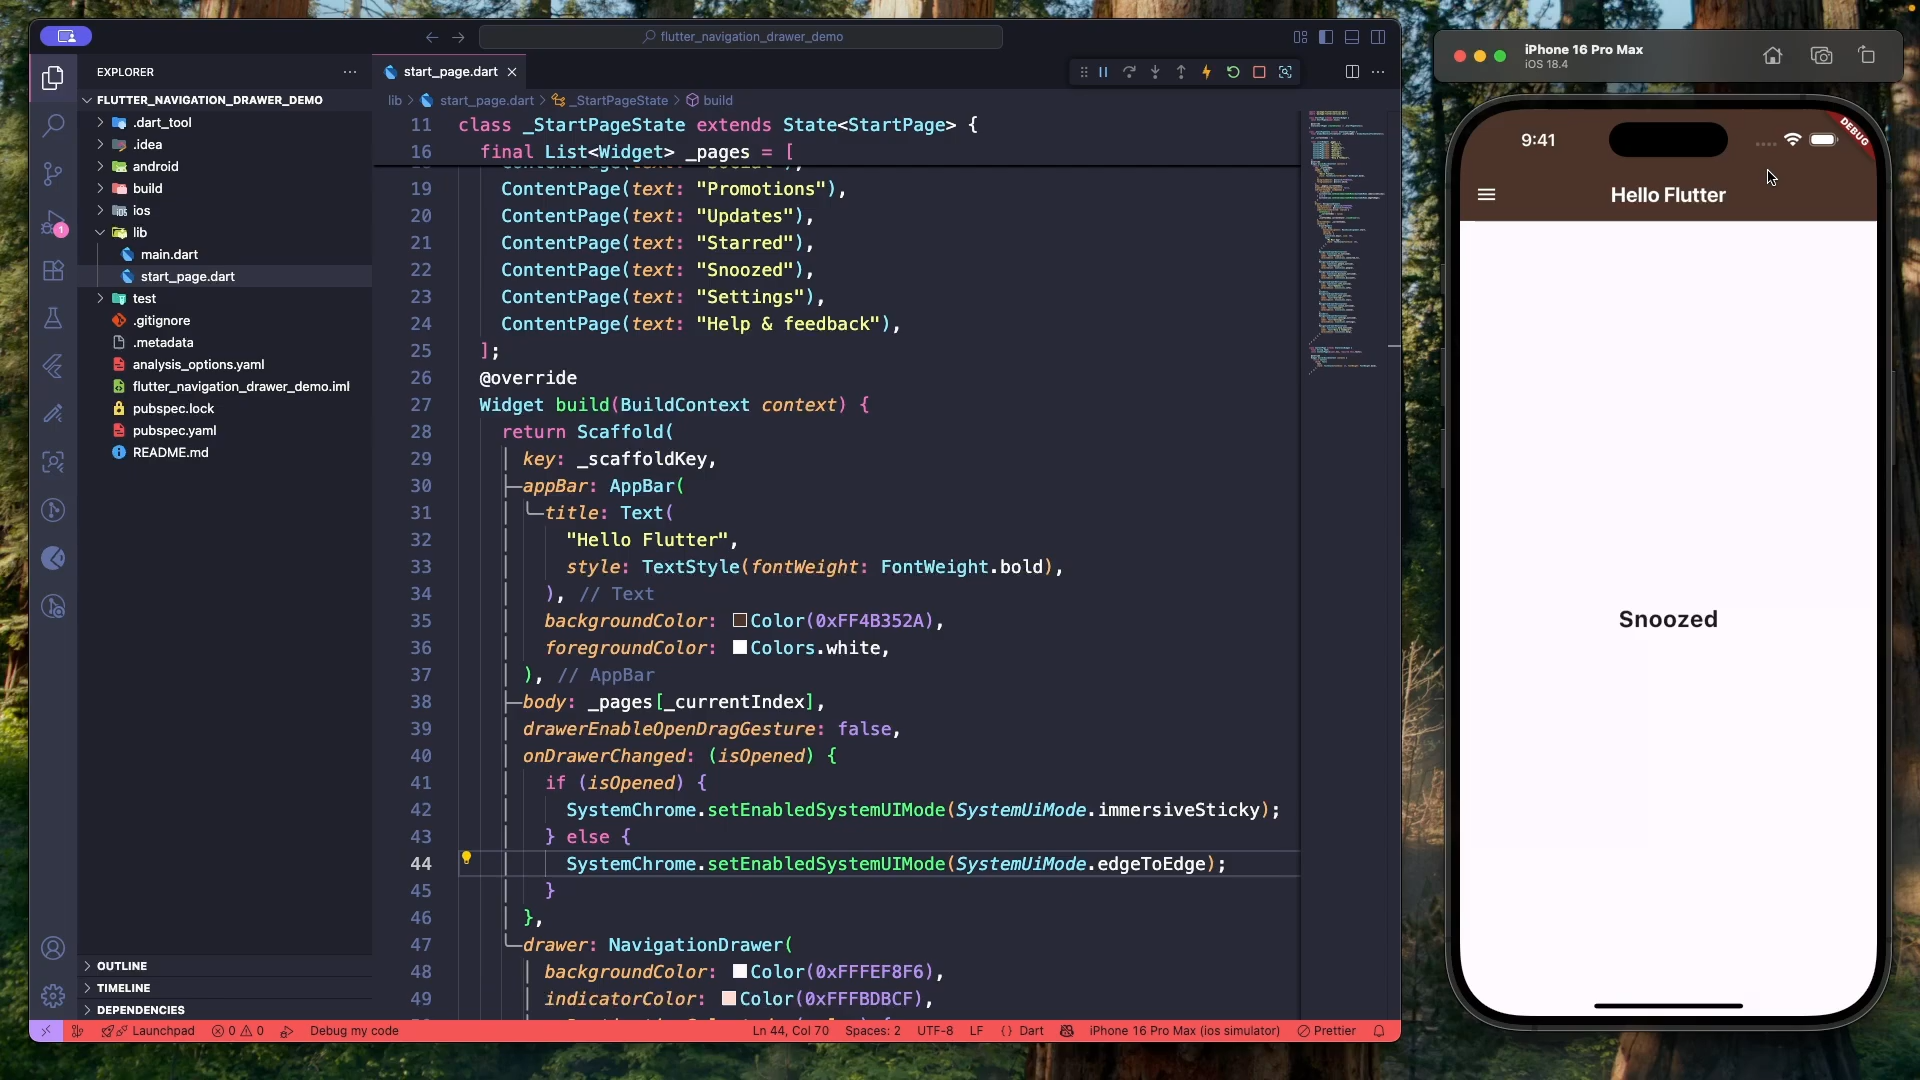 flutter_navigation_drawer_demo
EXPLORER
FLUTTER_NAVIGATION_DRAWER_DEMO
.dart_tool
.idea
android
build
ios
lib
main.dart
start_page.dart
test
.gitignore
.metadata
analysis_options.yaml
flutter_navigation_drawer_demo.iml
pubspec.lock
pubspec.yaml
README.md
OUTLINE
TIMELINE
DEPENDENCIES
1
start_page.dart
lib > start_page.dart > _StartPageState > build
11 class _StartPageState extends State<StartPage> {
16 final List<Widget> _pages = [
19 ContentPage(text: "Promotions"),
20 ContentPage(text: "Updates"),
21 ContentPage(text: "Starred"),
22 ContentPage(text: "Snoozed"),
23 ContentPage(text: "Settings"),
24 ContentPage(text: "Help & feedback"),
25 ];
26 @override
27 Widget build(BuildContext context) {
28 return Scaffold(
29 key: _scaffoldKey,
30 appBar: AppBar(
31 title: Text(
32 "Hello Flutter",
33 style: TextStyle(fontWeight: FontWeight.bold),
34 ), // Text
35 backgroundColor: Color(0xFF4B352A),
36 foregroundColor: Colors.white,
37 ), // AppBar
38 body: _pages[_currentIndex],
39 drawerEnableOpenDragGesture: false,
40 onDrawerChanged: (isOpened) {
41 if (isOpened) {
42 SystemChrome.setEnabledSystemUIMode(SystemUiMode.immersiveSticky);
43 } else {
44 SystemChrome.setEnabledSystemUIMode(SystemUiMode.edgeToEdge);
45 }
46 },
47 drawer: NavigationDrawer(
48 backgroundColor: Color(0xFFFEF8F6),
49 indicatorColor: Color(0xFFFBDBCF),
Launchpad 0 0 Debug my code Ln 44, Col 70 Spaces: 2 UTF-8 LF {} Dart iPhone 16 Pro Max (ios simulator) Prettier
iPhone 16 Pro Max
iOS 18.4
9:41
DEBUG
Hello Flutter
Snoozed